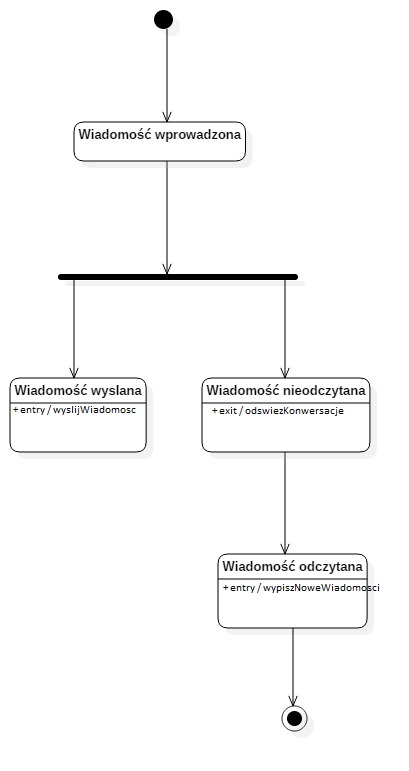 Wiadomość wprowadzona
Wiadomość wyslana
+ entry / wyslijWiadomosc
Wiadomość nieodczytana
+ exit / odswiezKonwersacje
Wiadomość odczytana
+ entry / wypiszNoweWiadomosci